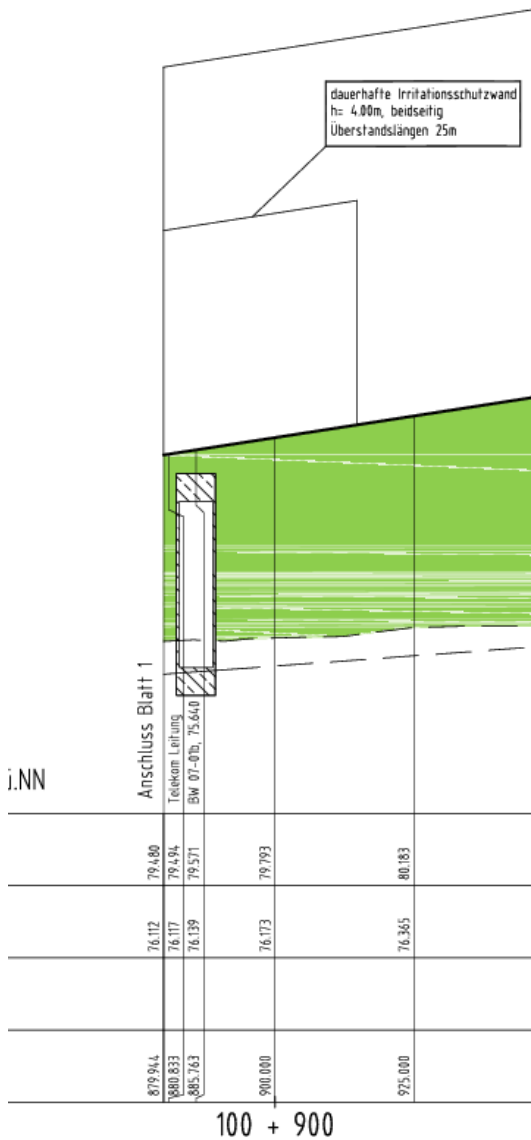 dauerhafte Irritationsschutzwand
h= 4.00m, beidseitig
Überstandslängen 25m
Anschluss Blatt 1
Telekom Leitung
BW 07-01b, 75.640
ü.NN
79.480
79.494
79.571
79.793
80.183
76.112
76.117
76.139
76.173
76.365
879.944
880.833
885.763
900.000
925.000
100 + 900